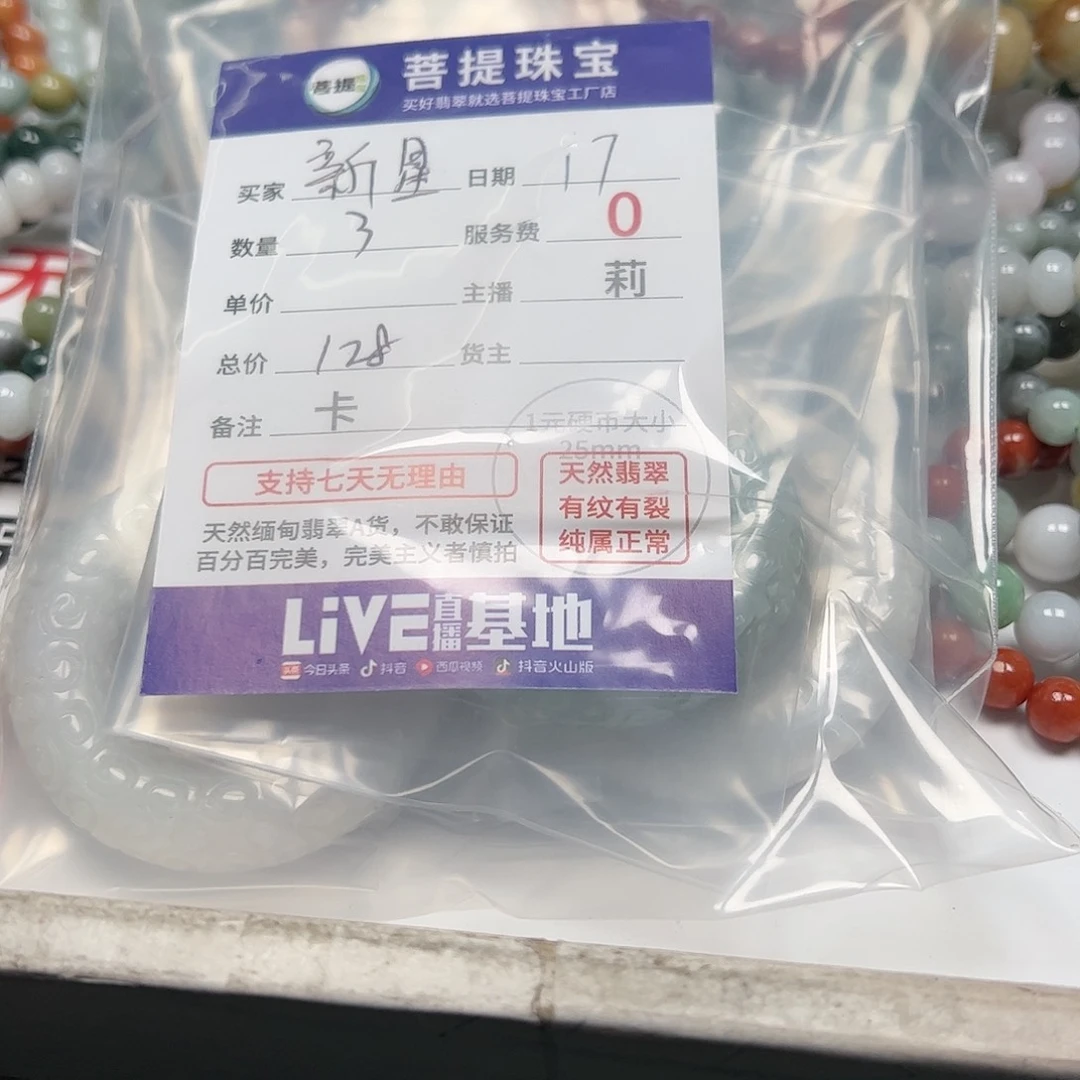 菩提
菩提珠宝
买好翡翠就选菩提珠宝工厂店
买家 新星 日期 17
数量 3 服务费 0
单价 主播 莉
总价 128 货主
备注 卡
1元硬币大小
25mm
支持七天无理由
天然缅甸翡翠A货，不敢保证
百分百完美，完美主义者慎拍
天然翡翠
有纹有裂
纯属正常
LiVE直播基地
头条 今日头条 抖音 西瓜视频 抖音火山版